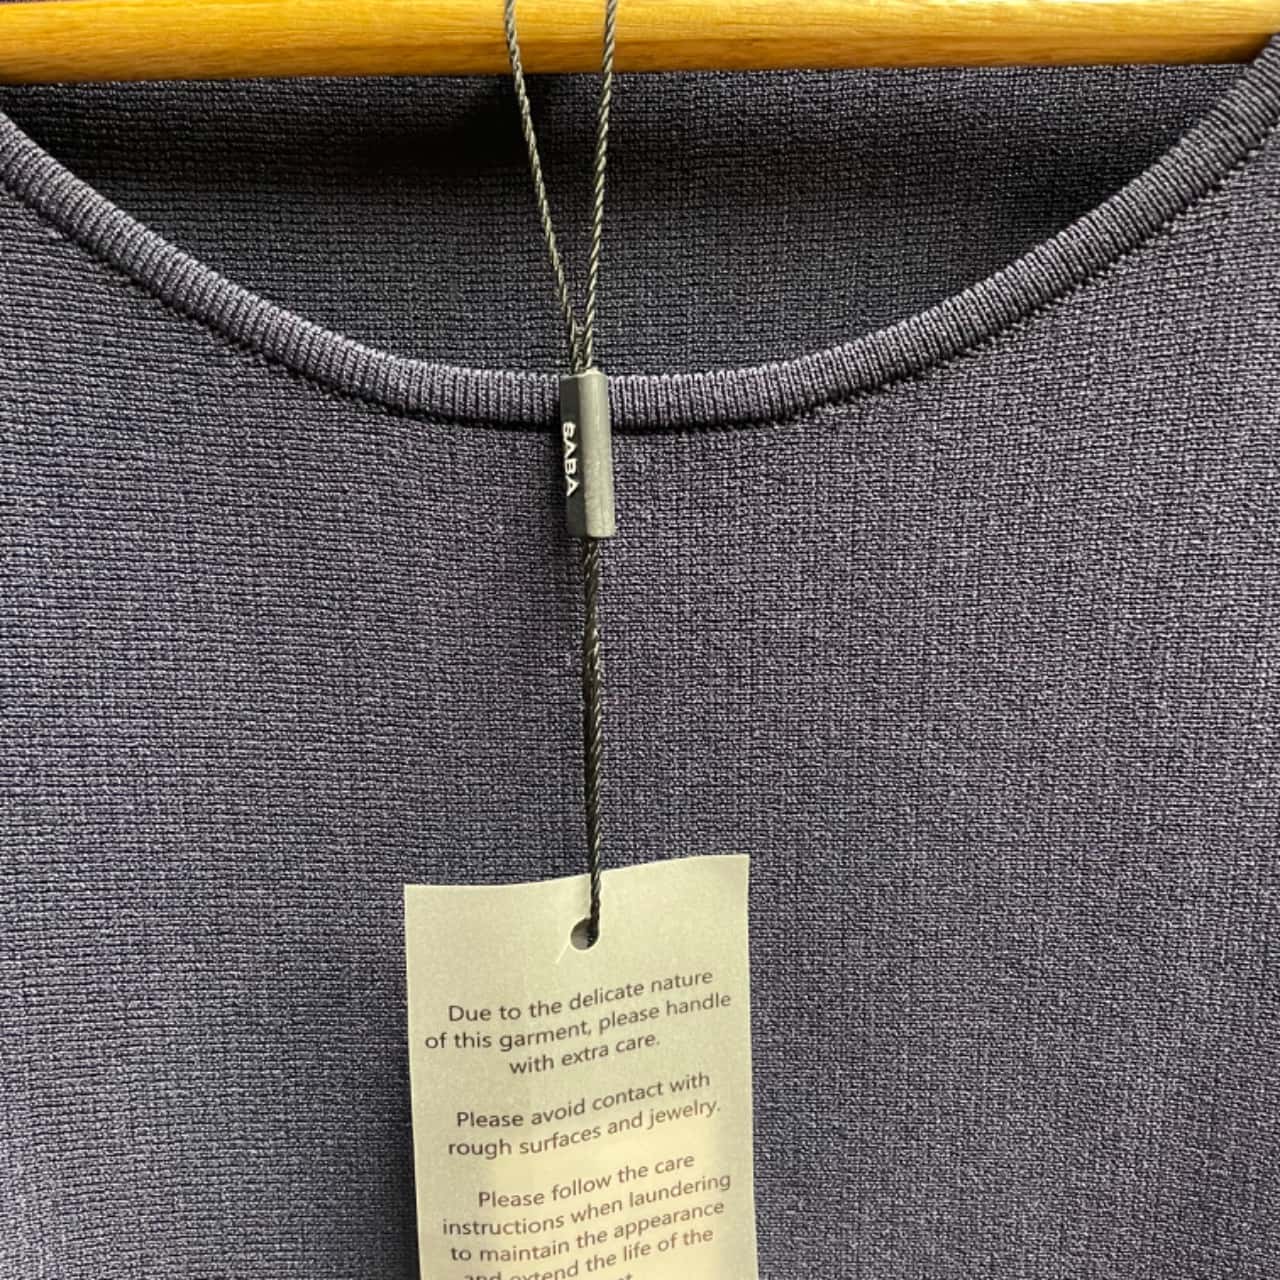 SABA
Due to the delicate nature
of this garment, please handle
with extra care.
Please avoid contact with
rough surfaces and jewelry.
Please follow the care
instructions when laundering
to maintain the appearance
and extend the life of the